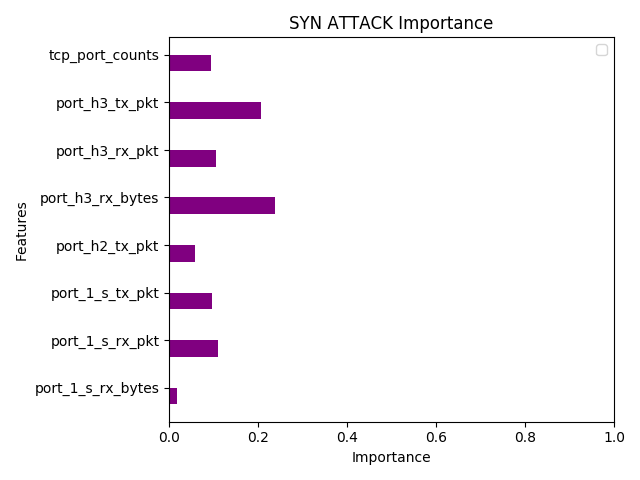 SYN ATTACK Importance
tcp_port_counts
port_h3_tx_pkt
port_h3_rx_pkt
port_h3_rx_bytes
port_h2_tx_pkt
port_1_s_tx_pkt
port_1_s_rx_pkt
port_1_s_rx_bytes
Features
0.0 0.2 0.4 0.6 0.8 1.0
Importance